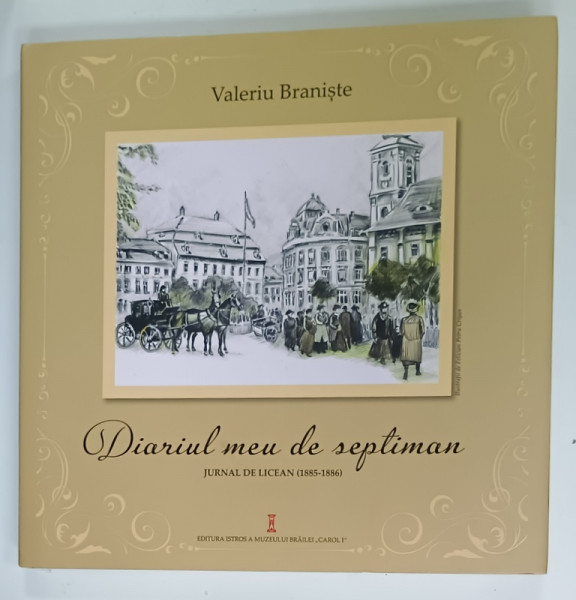 Valeriu Braniște
Diariul meu de septiman
JURNAL DE LICEAN (1885-1886)
EDITURA ISTROS A MUZEULUI BRĂILEI „CAROL I"